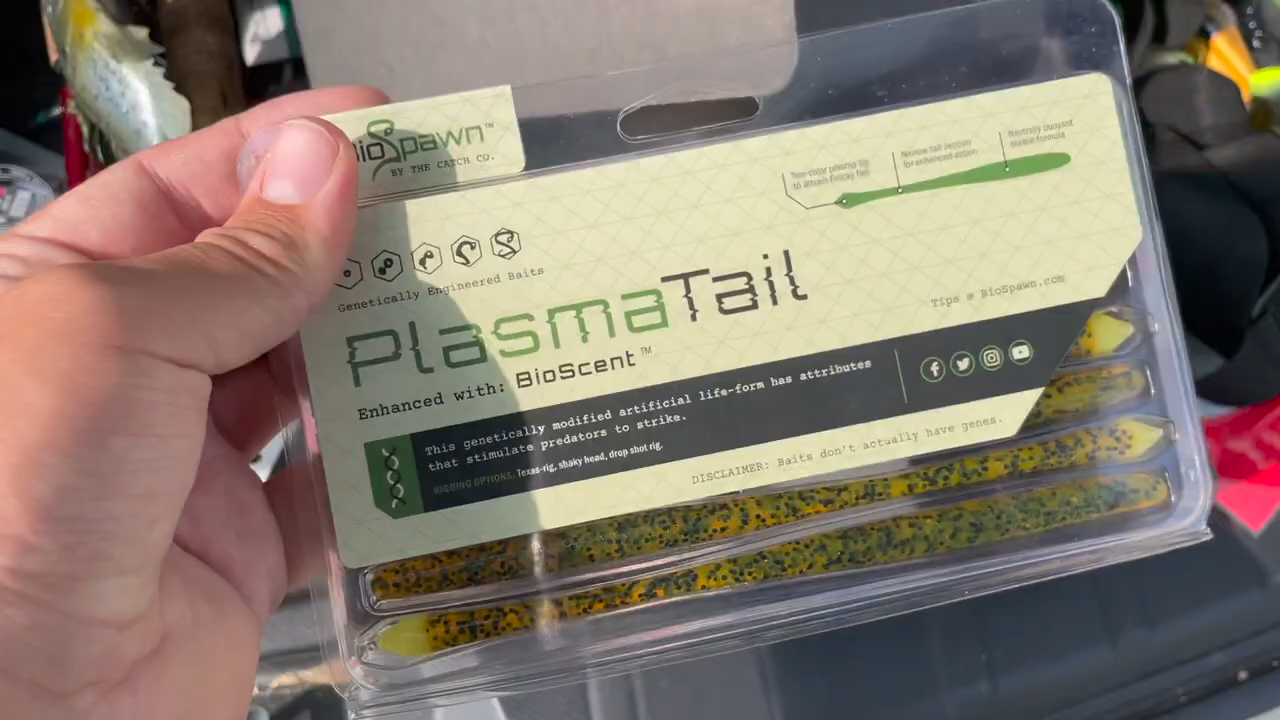 BioSpawn™
BY THE CATCH CO.
Two-color plasma tip
to attract finicky fish
Narrow tail section
for enhanced action
Neutrally buoyant
formula
Genetically Engineered Baits
PlasmaTail
Enhanced with: BioScent™
Tips @ BioSpawn.com
This genetically modified artificial life-form has attributes
that stimulate predators to strike.
RIGGING OPTIONS: Texas-rig, shaky head, drop shot rig.
DISCLAIMER: Baits don't actually have genes.